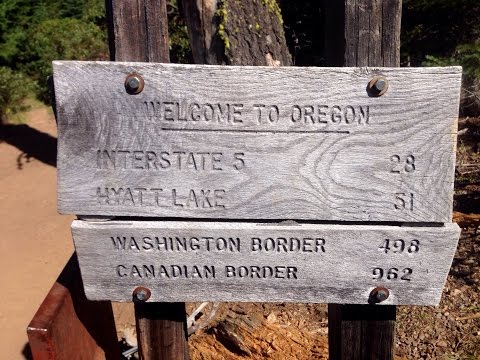 WELCOME TO OREGON
INTERSTATE 5 28
HYATT LAKE 51
WASHINGTON BORDER 498
CANADIAN BORDER 962